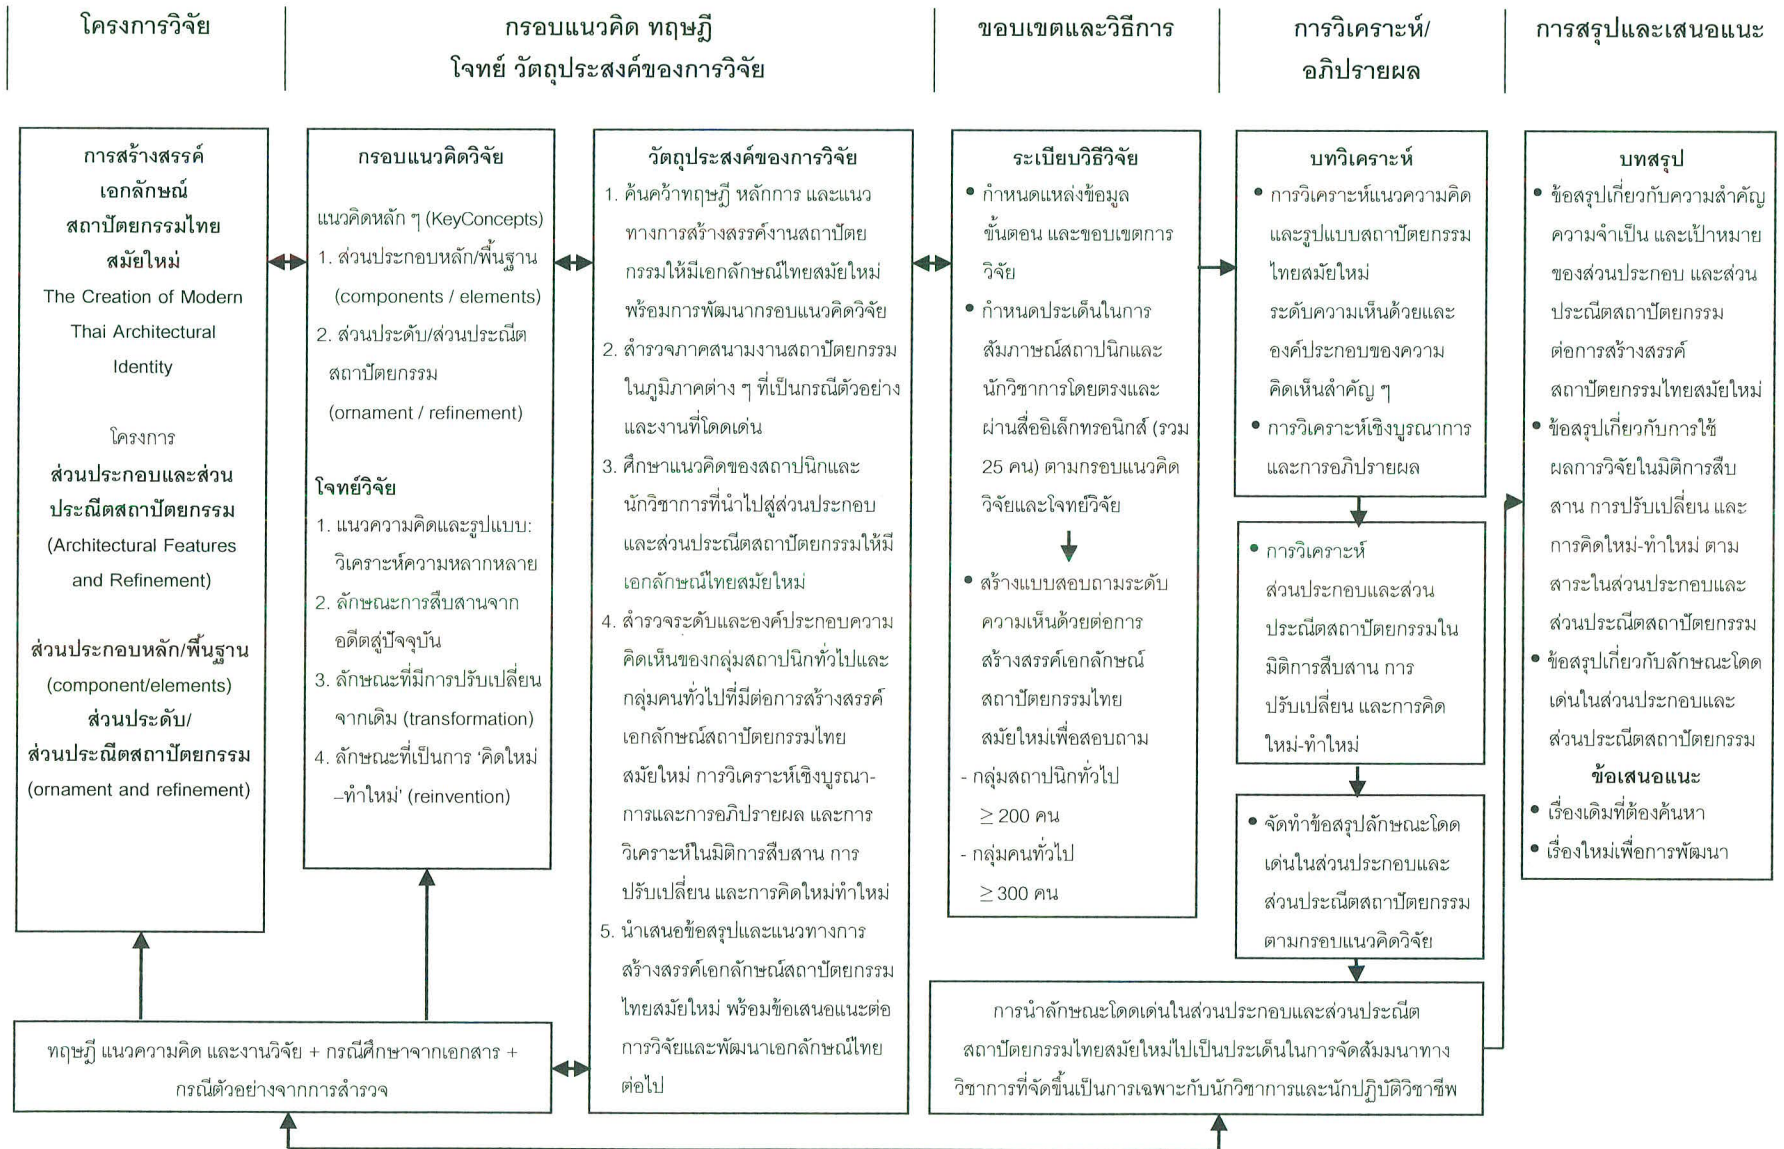 โครงการวิจัย
กรอบแนวคิด ทฤษฎี
โจทย์ วัตถุประสงค์ของการวิจัย
ขอบเขตและวิธีการ
การวิเคราะห์/
อภิปรายผล
การสรุปและเสนอแนะ
การสร้างสรรค์
เอกลักษณ์
สถาปัตยกรรมไทย
สมัยใหม่
The Creation of Modern
Thai Architectural
Identity
โครงการ
ส่วนประกอบและส่วน
ประณีตสถาปัตยกรรม
(Architectural Features
and Refinement)
ส่วนประกอบหลัก/พื้นฐาน
(component/elements)
ส่วนประดับ/
ส่วนประณีตสถาปัตยกรรม
(ornament and refinement)
กรอบแนวคิดวิจัย
แนวคิดหลัก ๆ (KeyConcepts)
1. ส่วนประกอบหลัก/พื้นฐาน
(components / elements)
2. ส่วนประดับ/ส่วนประณีต
สถาปัตยกรรม
(ornament / refinement)
โจทย์วิจัย
1. แนวความคิดและรูปแบบ:
วิเคราะห์ความหลากหลาย
2. ลักษณะการสืบสานจาก
อดีตสู่ปัจจุบัน
3. ลักษณะที่มีการปรับเปลี่ยน
จากเดิม (transformation)
4. ลักษณะที่เป็นการ ‘คิดใหม่
–ทำใหม่’ (reinvention)
วัตถุประสงค์ของการวิจัย
1. ค้นคว้าทฤษฎี หลักการ และแนว
ทางการสร้างสรรค์งานสถาปัตย
กรรมให้มีเอกลักษณ์ไทยสมัยใหม่
พร้อมการพัฒนากรอบแนวคิดวิจัย
2. สำรวจภาคสนามงานสถาปัตยกรรม
ในภูมิภาคต่าง ๆ ที่เป็นกรณีตัวอย่าง
และงานที่โดดเด่น
3. ศึกษาแนวคิดของสถาปนิกและ
นักวิชาการที่นำไปสู่ส่วนประกอบ
และส่วนประณีตสถาปัตยกรรมให้มี
เอกลักษณ์ไทยสมัยใหม่
4. สำรวจระดับและองค์ประกอบความ
คิดเห็นของกลุ่มสถาปนิกทั่วไปและ
กลุ่มคนทั่วไปที่มีต่อการสร้างสรรค์
เอกลักษณ์สถาปัตยกรรมไทย
สมัยใหม่ การวิเคราะห์เชิงบูรณา-
การและการอภิปรายผล และการ
วิเคราะห์ในมิติการสืบสาน การ
ปรับเปลี่ยน และการคิดใหม่ทำใหม่
5. นำเสนอข้อสรุปและแนวทางการ
สร้างสรรค์เอกลักษณ์สถาปัตยกรรม
ไทยสมัยใหม่ พร้อมข้อเสนอแนะต่อ
การวิจัยและพัฒนาเอกลักษณ์ไทย
ต่อไป
ระเบียบวิธีวิจัย
• กำหนดแหล่งข้อมูล
ขั้นตอน และขอบเขตการ
วิจัย
• กำหนดประเด็นในการ
สัมภาษณ์สถาปนิกและ
นักวิชาการโดยตรงและ
ผ่านสื่ออิเล็กทรอนิกส์ (รวม
25 คน) ตามกรอบแนวคิด
วิจัยและโจทย์วิจัย
• สร้างแบบสอบถามระดับ
ความเห็นด้วยต่อการ
สร้างสรรค์เอกลักษณ์
สถาปัตยกรรมไทย
สมัยใหม่เพื่อสอบถาม
- กลุ่มสถาปนิกทั่วไป
≥ 200 คน
- กลุ่มคนทั่วไป
≥ 300 คน
บทวิเคราะห์
• การวิเคราะห์แนวความคิด
และรูปแบบสถาปัตยกรรม
ไทยสมัยใหม่
ระดับความเห็นด้วยและ
องค์ประกอบของความ
คิดเห็นสำคัญ ๆ
• การวิเคราะห์เชิงบูรณาการ
และการอภิปรายผล
• การวิเคราะห์
ส่วนประกอบและส่วน
ประณีตสถาปัตยกรรมใน
มิติการสืบสาน การ
ปรับเปลี่ยน และการคิด
ใหม่-ทำใหม่
• จัดทำข้อสรุปลักษณะโดด
เด่นในส่วนประกอบและ
ส่วนประณีตสถาปัตยกรรม
ตามกรอบแนวคิดวิจัย
บทสรุป
• ข้อสรุปเกี่ยวกับความสำคัญ
ความจำเป็น และเป้าหมาย
ของส่วนประกอบ และส่วน
ประณีตสถาปัตยกรรม
ต่อการสร้างสรรค์
สถาปัตยกรรมไทยสมัยใหม่
• ข้อสรุปเกี่ยวกับการใช้
ผลการวิจัยในมิติการสืบ
สาน การปรับเปลี่ยน และ
การคิดใหม่-ทำใหม่ ตาม
สาระในส่วนประกอบและ
ส่วนประณีตสถาปัตยกรรม
• ข้อสรุปเกี่ยวกับลักษณะโดด
เด่นในส่วนประกอบและ
ส่วนประณีตสถาปัตยกรรม
ข้อเสนอแนะ
• เรื่องเดิมที่ต้องค้นหา
• เรื่องใหม่เพื่อการพัฒนา
ทฤษฎี แนวความคิด และงานวิจัย + กรณีศึกษาจากเอกสาร +
กรณีตัวอย่างจากการสำรวจ
การนำลักษณะโดดเด่นในส่วนประกอบและส่วนประณีต
สถาปัตยกรรมไทยสมัยใหม่ไปเป็นประเด็นในการจัดสัมมนาทาง
วิชาการที่จัดขึ้นเป็นการเฉพาะกับนักวิชาการและนักปฏิบัติวิชาชีพ